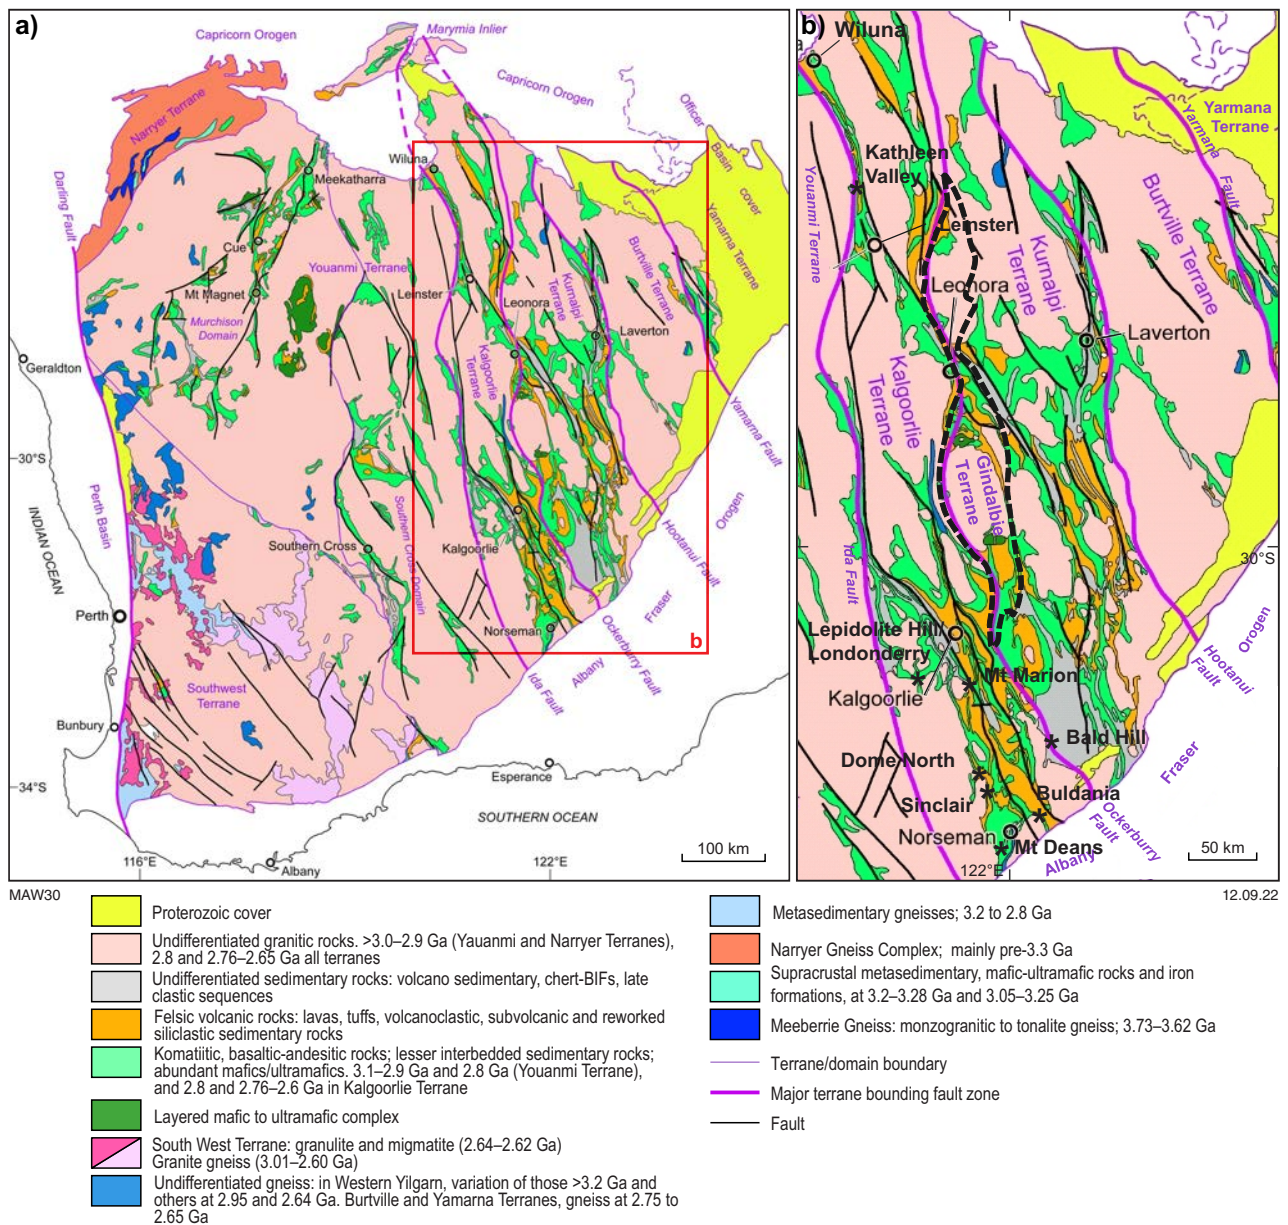 a)
Capricorn Orogen
Marymia Inlier
Capricorn Orogen
Narryer Terrane
Officer
Basin
cover
Darling Fault
Wiluna
Meekatharra
Cue
Youanmi Terrane
Yamarna Terrane
Burtville
Terrane
Mt Magnet
Leinster
Leonora
Kurnalpi
Terrane
Murchison
Domain
Laverton
Geraldton
Kalgoorlie
Terrane
Yamarna Fault
30°S
INDIAN OCEAN
Perth Basin
Southern Cross
Southern Cross Domain
Kalgoorlie
Orogen
Hootanui Fault
Perth
Fraser
Norseman
b
Ockerburry Fault
Southwest
Terrane
Ida Fault
Albany
Bunbury
Esperance
34°S
SOUTHERN OCEAN
116°E
122°E
Albany
100 km
b)
a
Wiluna
Yarmana
Terrane
Yarmana
Fault
Kathleen
Valley
Youanmi Terrane
Leinster
Kurnalpi
Terrane
Burtville Terrane
Leonora
Laverton
Kalgoorlie
Terrane
Gindalbie
Terrane
30°S
Ida Fault
Orogen
Lepidolite Hill/
Londonderry
Hootanui
Fault
Mt Marion
Kalgoorlie
Bald Hill
Dome North
Fraser
Sinclair
Buldania
Norseman
Ockerburry
Fault
Mt Deans
Albany
122°E
50 km
MAW30
12.09.22
Proterozoic cover
Undifferentiated granitic rocks. >3.0–2.9 Ga (Yauanmi and Narryer Terranes),
2.8 and 2.76–2.65 Ga all terranes
Undifferentiated sedimentary rocks: volcano sedimentary, chert-BIFs, late
clastic sequences
Felsic volcanic rocks: lavas, tuffs, volcanoclastic, subvolcanic and reworked
siliclastic sedimentary rocks
Komatiitic, basaltic-andesitic rocks; lesser interbedded sedimentary rocks;
abundant mafics/ultramafics. 3.1–2.9 Ga and 2.8 Ga (Youanmi Terrane),
and 2.8 and 2.76–2.6 Ga in Kalgoorlie Terrane
Layered mafic to ultramafic complex
South West Terrane: granulite and migmatite (2.64–2.62 Ga)
Granite gneiss (3.01–2.60 Ga)
Undifferentiated gneiss: in Western Yilgarn, variation of those >3.2 Ga and
others at 2.95 and 2.64 Ga. Burtville and Yamarna Terranes, gneiss at 2.75 to
2.65 Ga
Metasedimentary gneisses; 3.2 to 2.8 Ga
Narryer Gneiss Complex; mainly pre-3.3 Ga
Supracrustal metasedimentary, mafic-ultramafic rocks and iron
formations, at 3.2–3.28 Ga and 3.05–3.25 Ga
Meeberrie Gneiss: monzogranitic to tonalite gneiss; 3.73–3.62 Ga
Terrane/domain boundary
Major terrane bounding fault zone
Fault